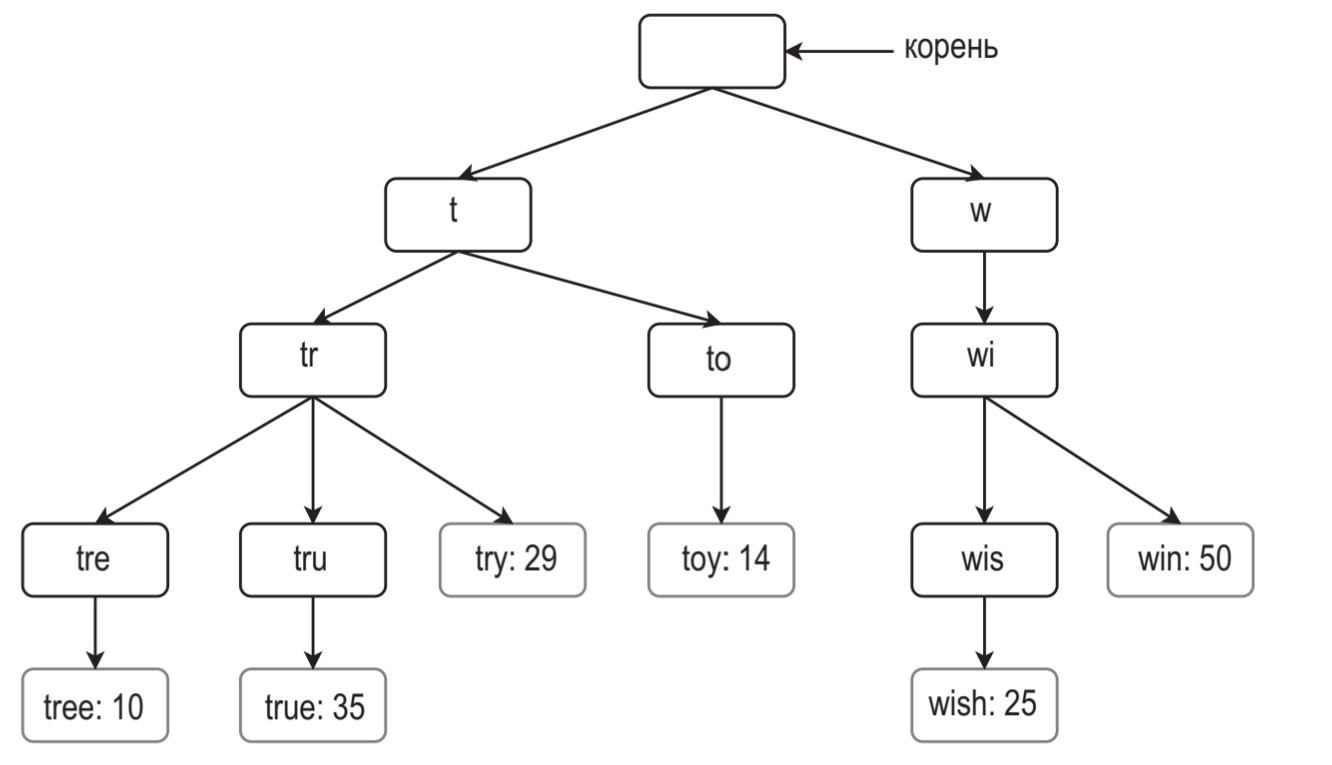 корень
t
w
tr
to
wi
tre
tru
try: 29
toy: 14
wis
win: 50
tree: 10
true: 35
wish: 25